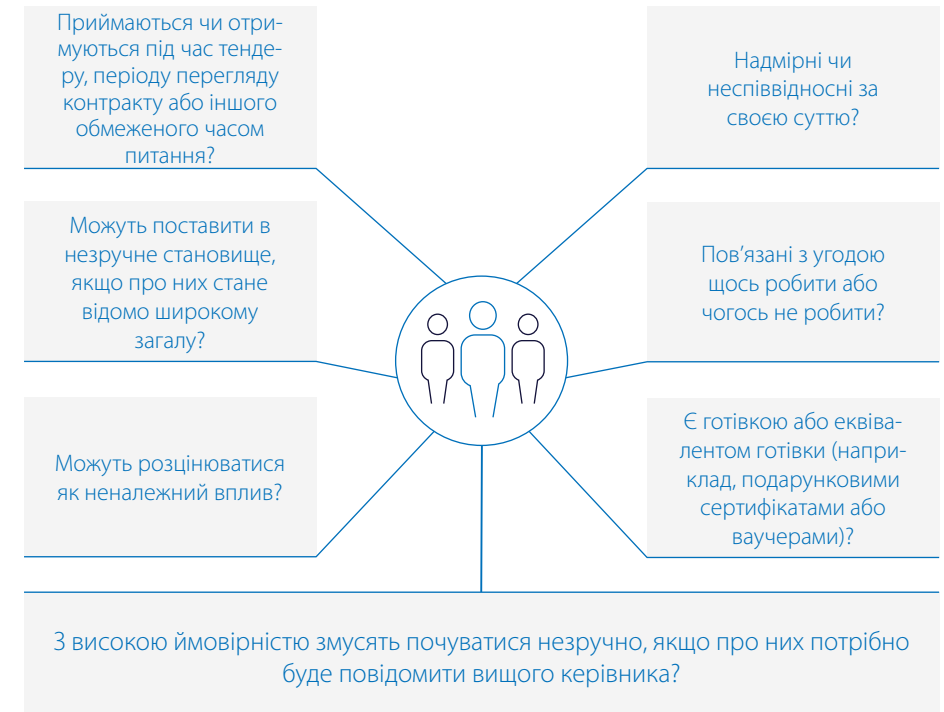 Приймаються чи отри-
муються під час тенде-
ру, періоду перегляду
контракту або іншого
обмеженого часом
питання?
Надмірні чи
неспіввідносні за
своєю суттю?
Можуть поставити в
незручне становище,
якщо про них стане
відомо широкому
загалу?
Пов’язані з угодою
щось робити або
чогось не робити?
Можуть розцінюватися
як неналежний вплив?
Є готівкою або еквіва-
лентом готівки (напри-
клад, подарунковими
сертифікатами або
ваучерами)?
З високою ймовірністю змусять почуватися незручно, якщо про них потрібно
буде повідомити вищого керівника?